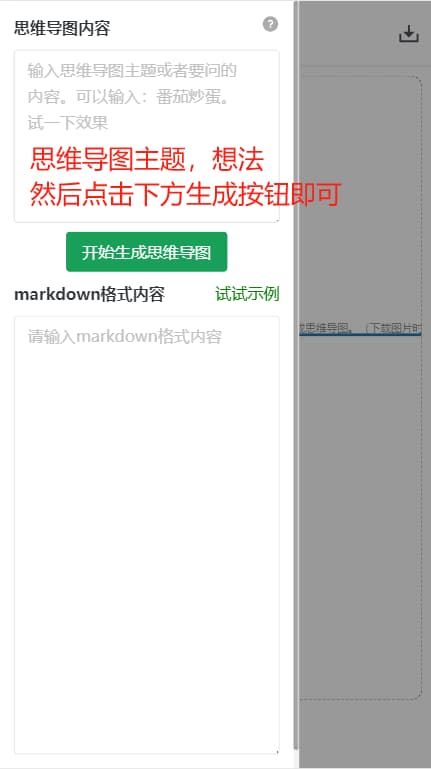 思维导图内容
?
输入思维导图主题或者要问的
内容。可以输入：番茄炒蛋。
试一下效果
思维导图主题，想法
然后点击下方生成按钮即可
开始生成思维导图
markdown格式内容 试试示例
成思维导图。（下载图片时
请输入markdown格式内容